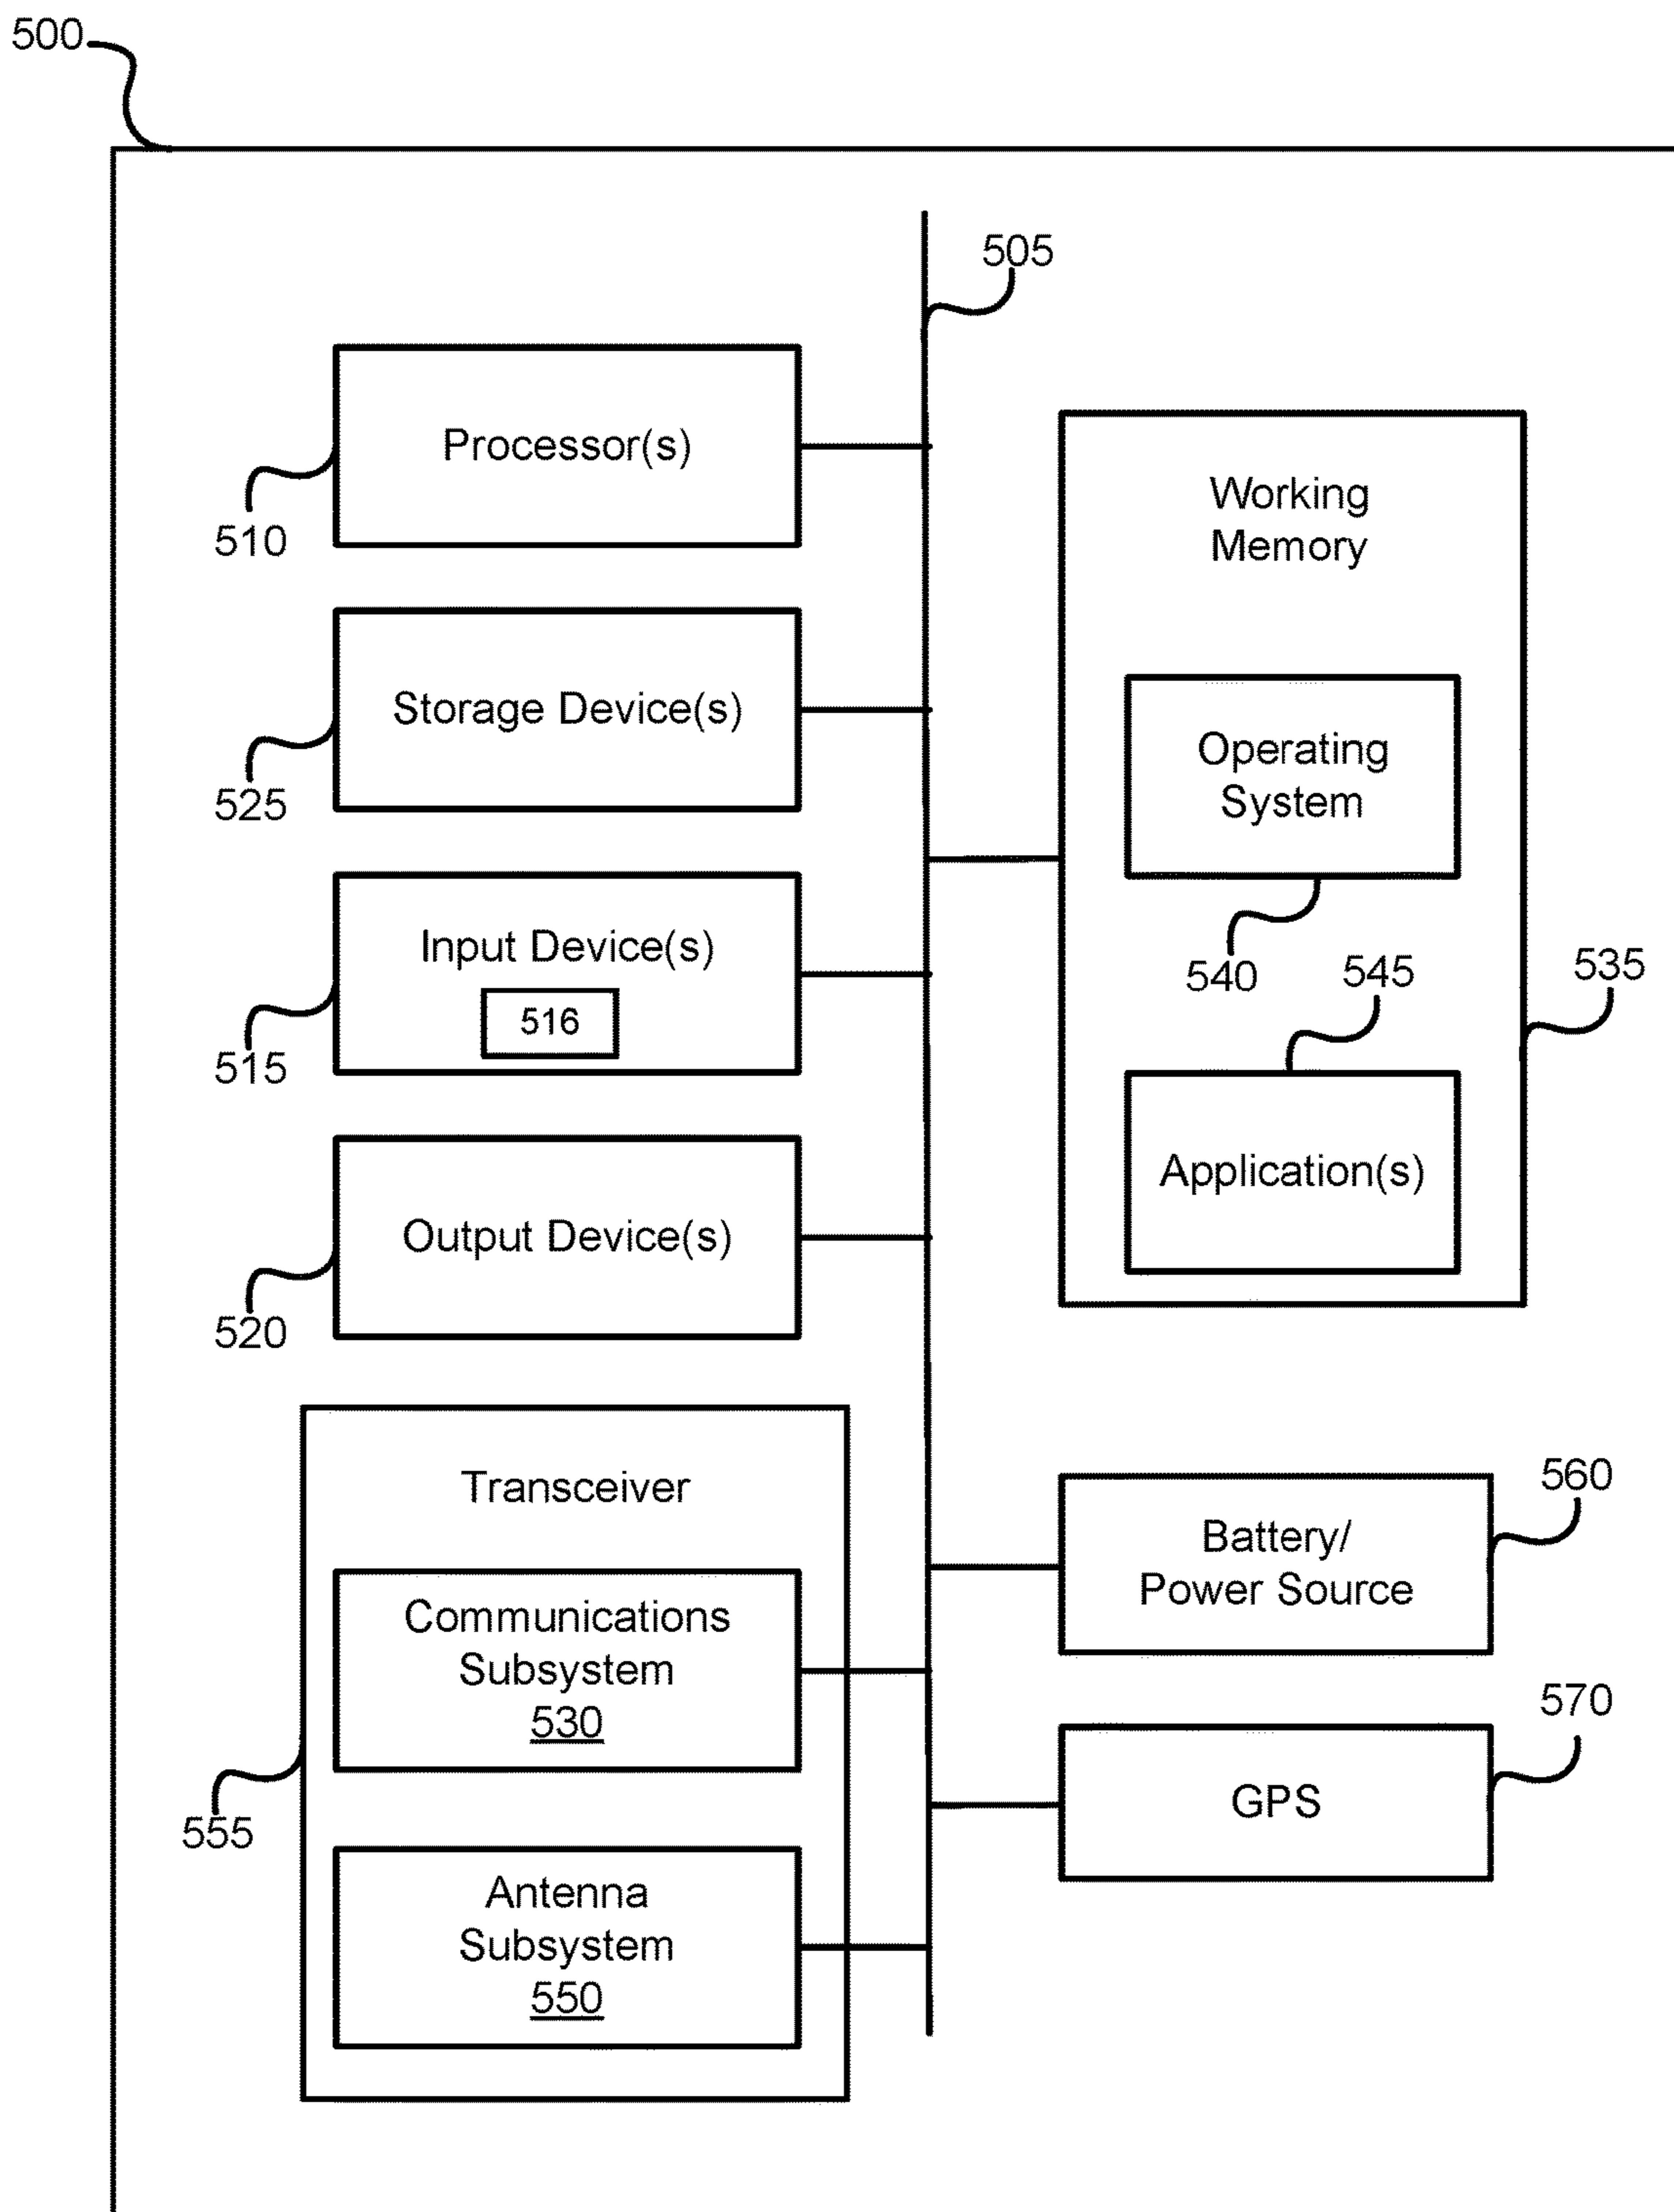 500
505
Processor(s)
510
Working
Memory
Storage Device(s)
525
Operating
System
540
Input Device(s)
516
515
545
535
Application(s)
Output Device(s)
520
Transceiver
Communications
Subsystem
530
555
Antenna
Subsystem
550
560
Battery/
Power Source
570
GPS